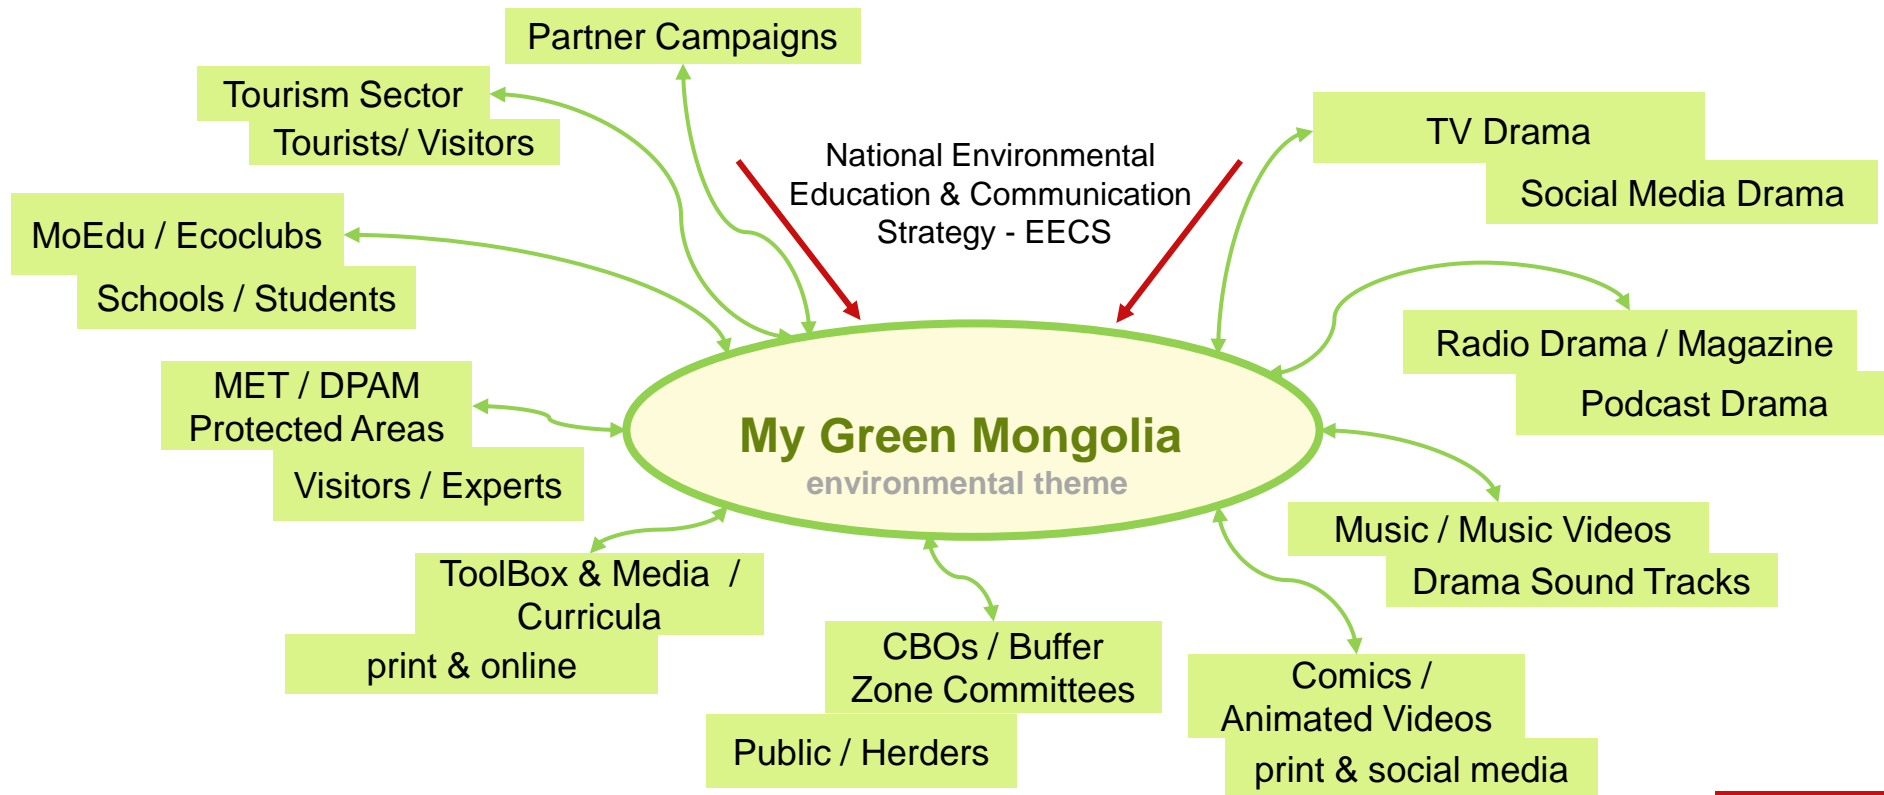 Partner Campaigns
Tourism Sector
Tourists/ Visitors
National Environmental
Education & Communication
Strategy - EECS
TV Drama
Social Media Drama
MoEdu / Ecoclubs
Schools / Students
Radio Drama / Magazine
Podcast Drama
MET / DPAM
Protected Areas
Visitors / Experts
My Green Mongolia
environmental theme
Music / Music Videos
Drama Sound Tracks
ToolBox & Media /
Curricula
print & online
CBOs / Buffer
Zone Committees
Public / Herders
Comics /
Animated Videos
print & social media